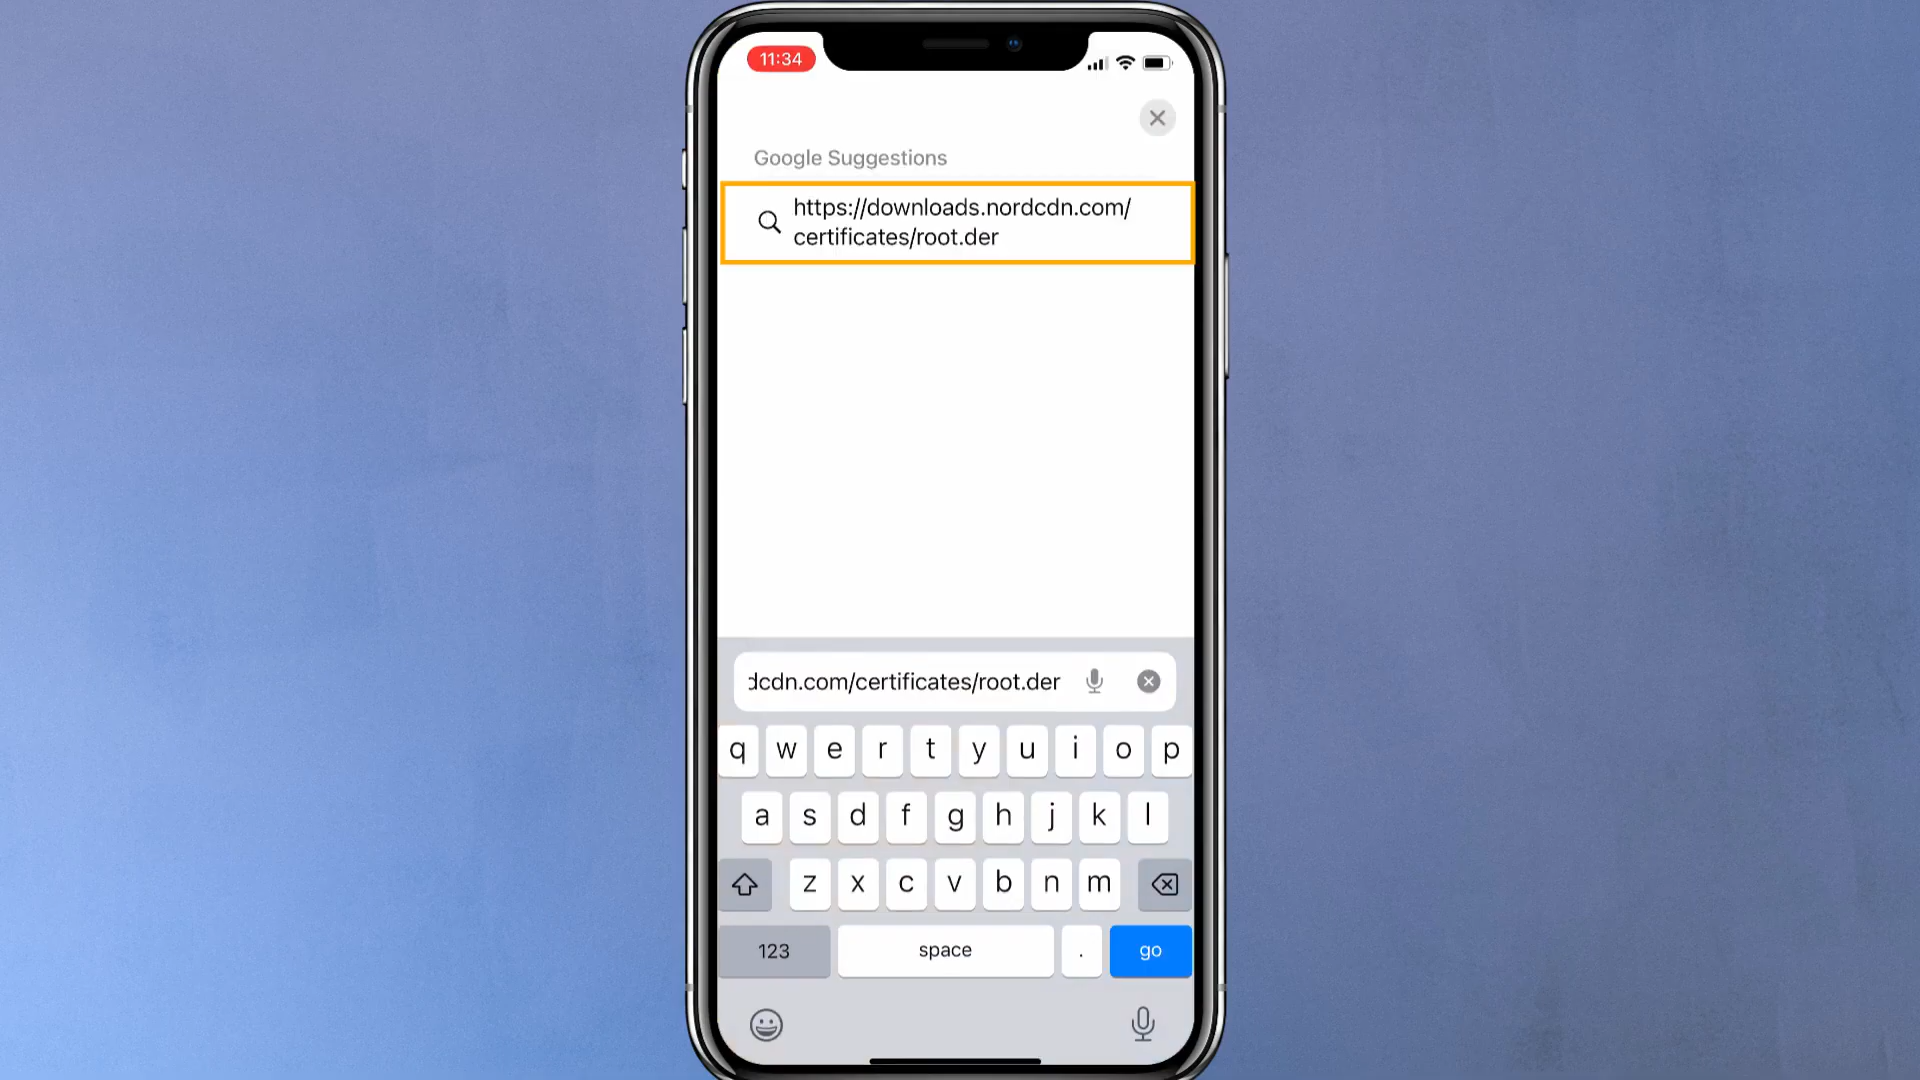 11:34
Google Suggestions
https://downloads.nordcdn.com/
certificates/root.der
dcdn.com/certificates/root.der
q w e r t y u i o p
a s d f g h j k l
z x c v b n m
123 space . go